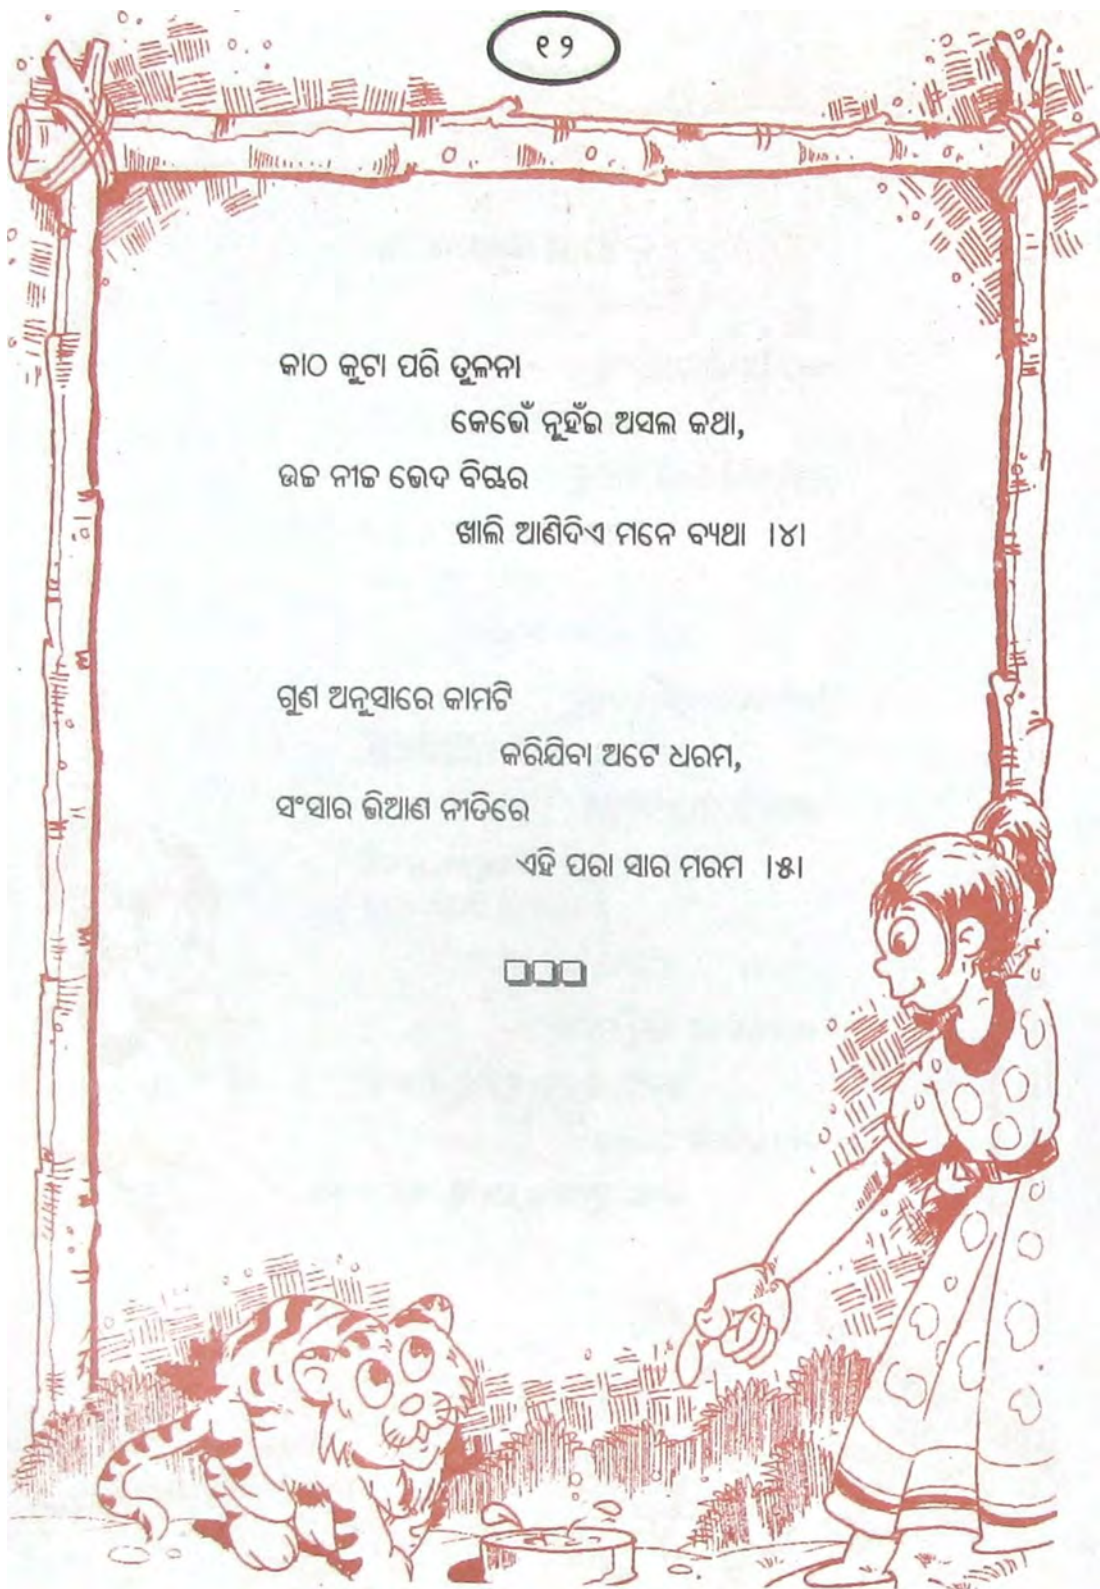 ୧୨
କାଠ କୁଟା ପରି ତୁଳନା
କେଭେଁ ନୁହଁଇ ଅସଲ କଥା,
ଉଚ୍ଚ ନୀଚ୍ଚ ଭେଦ ବିଚାର
ଖାଲି ଆଣିଦିଏ ମନେ ବ୍ୟଥା ।୪।
ଗୁଣ ଅନୁସାରେ କାମଟି
କରିଯିବା ଅଟେ ଧରମ,
ସଂସାର ଭିଆଣ ନୀତିରେ
ଏହି ପରା ସାର ମରମ ।୫।